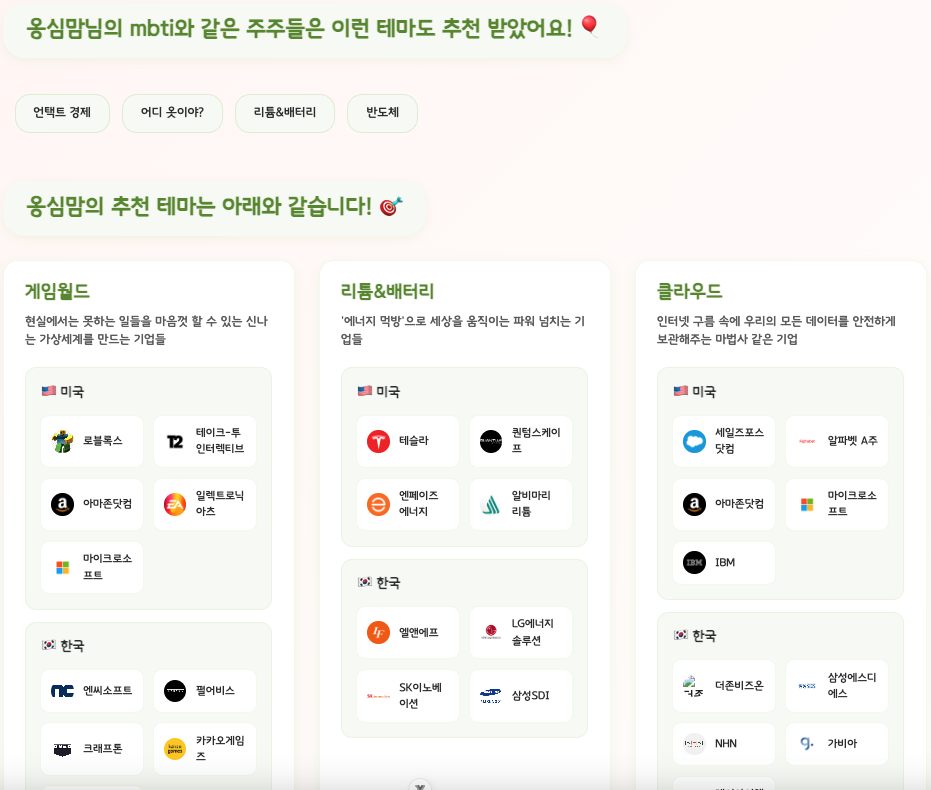 웅심맘님의 mbti와 같은 주주들은 이런 테마도 추천 받았어요!
언택트 경제
어디 옷이야?
리튬&배터리
반도체
웅심맘의 추천 테마는 아래와 같습니다!
게임월드
현실에서는 못하는 일들을 마음껏 할 수 있는 신나
는 가상세계를 만드는 기업들
미국
로블록스
T2
테이크-투
인터렉티브
a
아마존닷컴
EA
일렉트로닉
아츠
마이크로소
프트
한국
nc
엔씨소프트
펄어비스
크래프톤
카카오게임
즈
리튬&배터리
'에너지 먹방'으로 세상을 움직이는 파워 넘치는 기
업들
미국
테슬라
퀀텀스케이
프
엔페이즈
에너지
알비마리
리튬
한국
엘앤에프
LG에너지
솔루션
SK이노베
이션
삼성SDI
클라우드
인터넷 구름 속에 우리의 모든 데이터를 안전하게
보관해주는 마법사 같은 기업
미국
세일즈포스
닷컴
알파벳 A주
a
아마존닷컴
마이크로소
프트
IBM
IBM
한국
더존비즈온
삼성에스디
에스
NHN
가비아